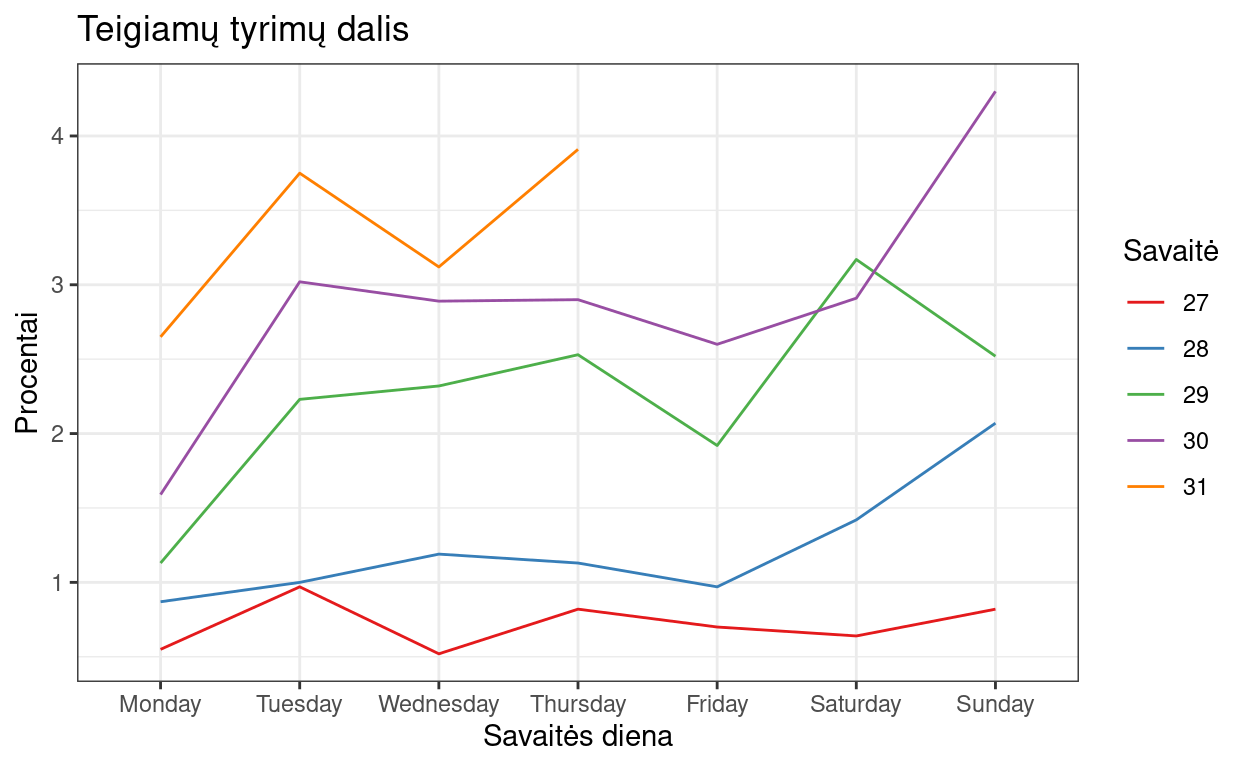 Teigiamų tyrimų dalis
Procentai
4
3
2
1
Monday Tuesday Wednesday Thursday Friday Saturday Sunday
Savaitės diena
Savaitė
27
28
29
30
31